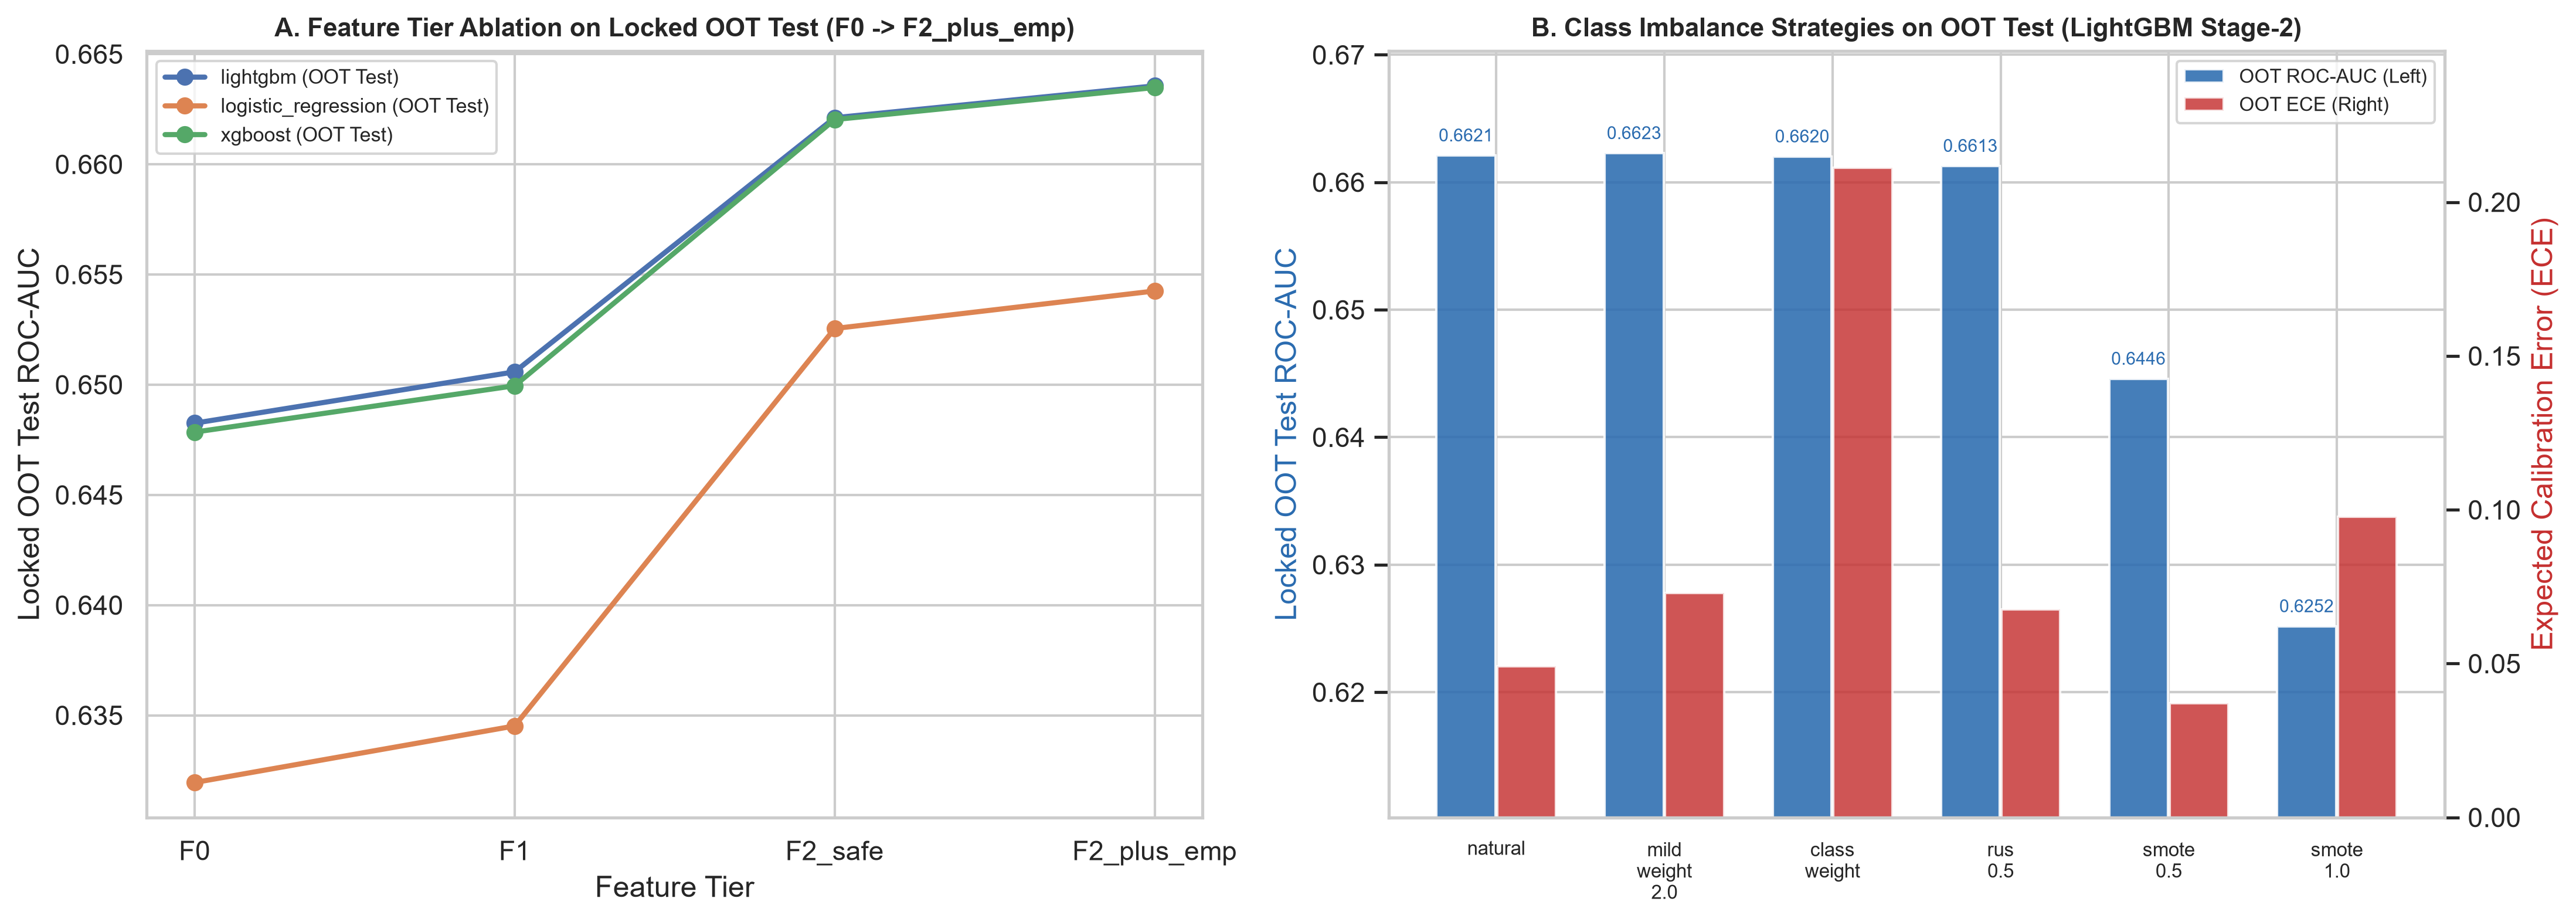 A. Feature Tier Ablation on Locked OOT Test (F0 -> F2_plus_emp)
lightgbm (OOT Test)
logistic_regression (OOT Test)
xgboost (OOT Test)
Locked OOT Test ROC-AUC
0.665
0.660
0.655
0.650
0.645
0.640
0.635
F0
F1
F2_safe
F2_plus_emp
Feature Tier
B. Class Imbalance Strategies on OOT Test (LightGBM Stage-2)
OOT ROC-AUC (Left)
OOT ECE (Right)
Locked OOT Test ROC-AUC
0.67
0.66
0.65
0.64
0.63
0.62
0.6621
0.6623
0.6620
0.6613
0.6446
0.6252
0.20
0.15
0.10
0.05
0.00
Expected Calibration Error (ECE)
natural
mild
weight
2.0
class
weight
rus
0.5
smote
0.5
smote
1.0